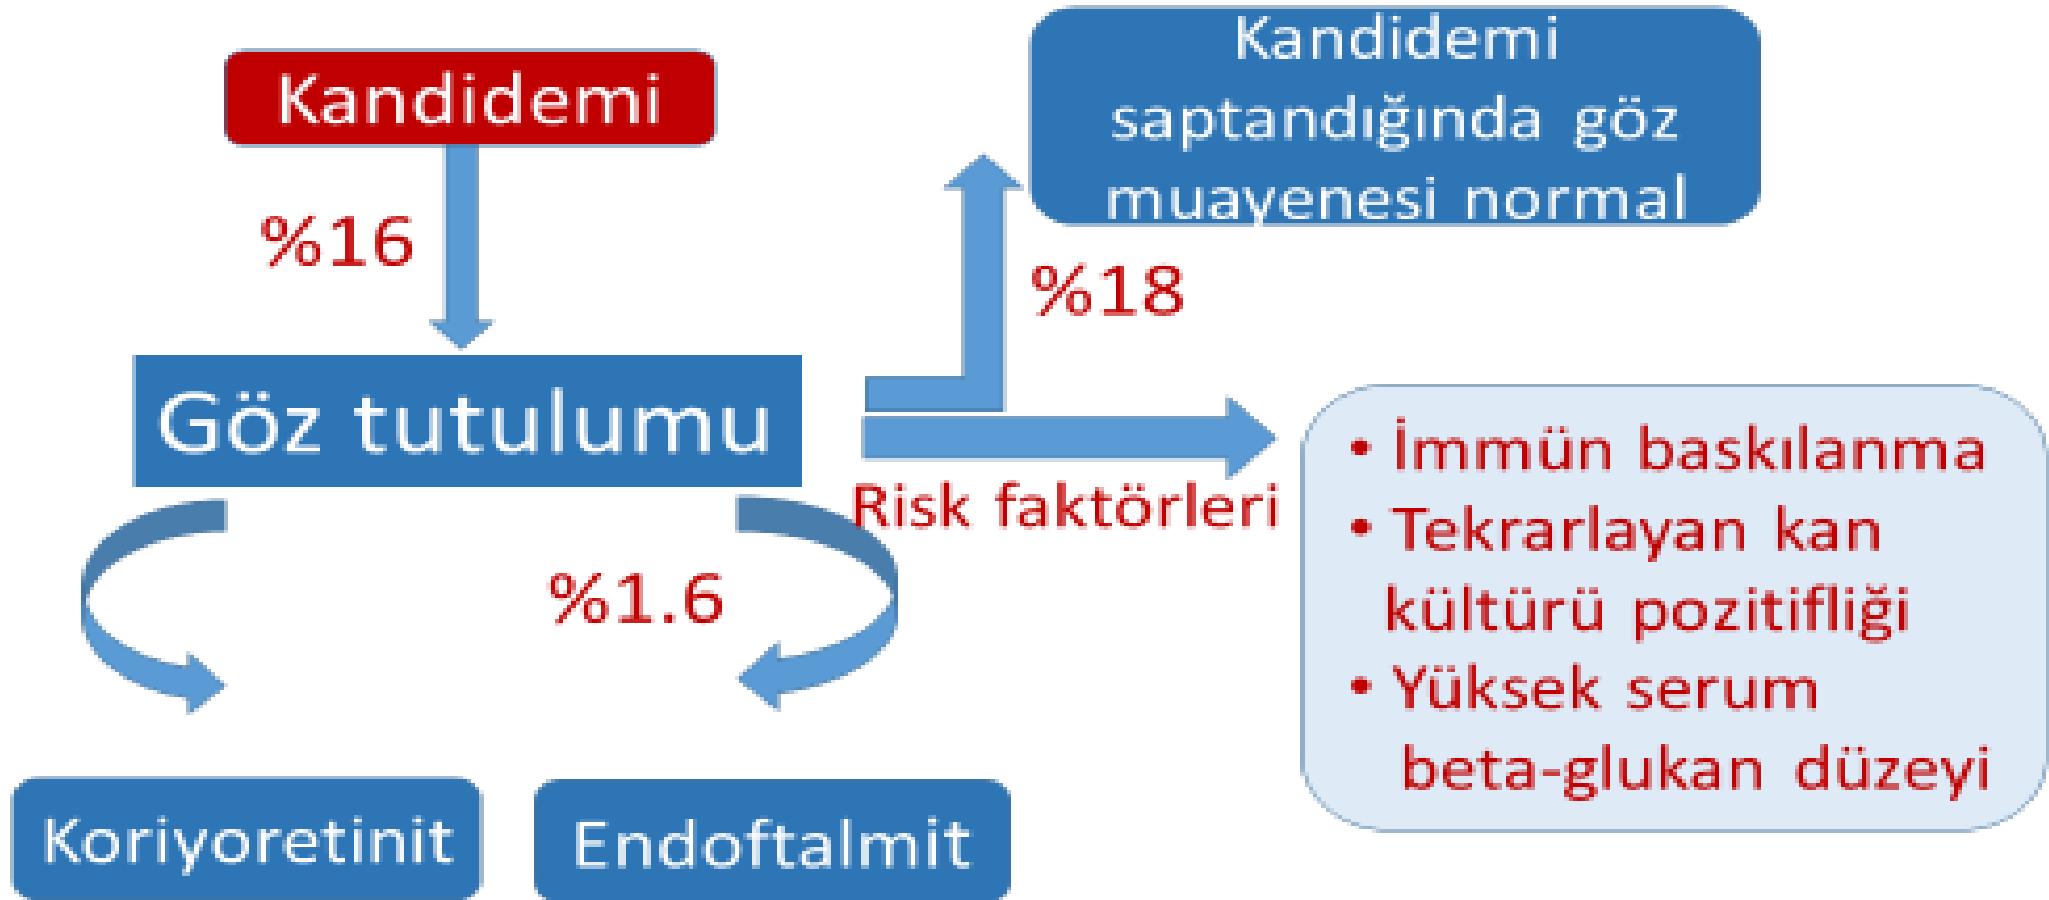 Kandidemi
%16
Göz tutulumu
Kandidemi
saptandığında göz
muayenesi normal
%18
Risk faktörleri
• İmmün baskılanma
• Tekrarlayan kan
kültürü pozitifliği
• Yüksek serum
beta-glukan düzeyi
%1.6
Koriyoretinit
Endoftalmit